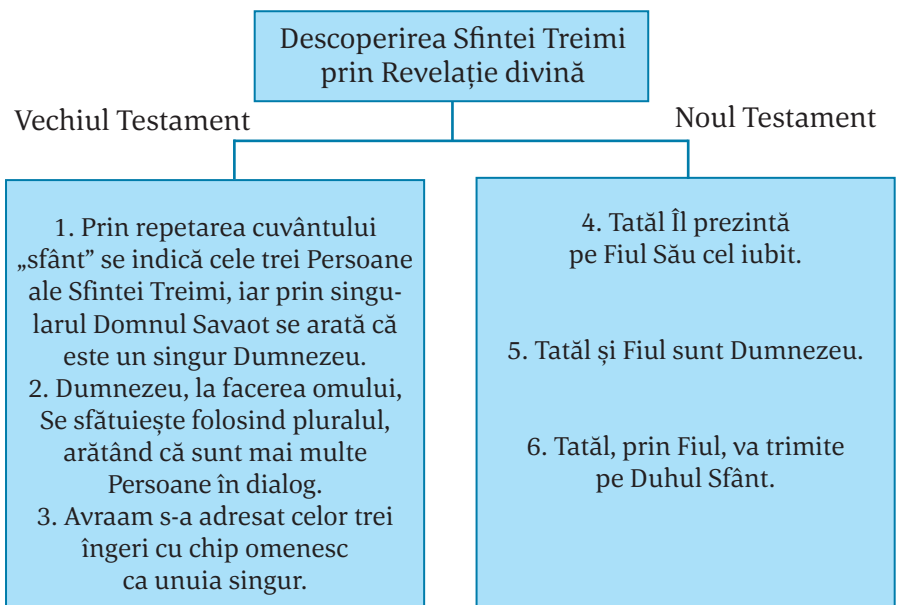 Descoperirea Sfintei Treimi
prin Revelație divină
Vechiul Testament
Noul Testament
1. Prin repetarea cuvântului
„sfânt” se indică cele trei Persoane
ale Sfintei Treimi, iar prin singu-
larul Domnul Savaot se arată că
este un singur Dumnezeu.
2. Dumnezeu, la facerea omului,
Se sfătuiește folosind pluralul,
arătând că sunt mai multe
Persoane în dialog.
3. Avraam s-a adresat celor trei
îngeri cu chip omenesc
ca unuia singur.
4. Tatăl Îl prezintă
pe Fiul Său cel iubit.
5. Tatăl și Fiul sunt Dumnezeu.
6. Tatăl, prin Fiul, va trimite
pe Duhul Sfânt.